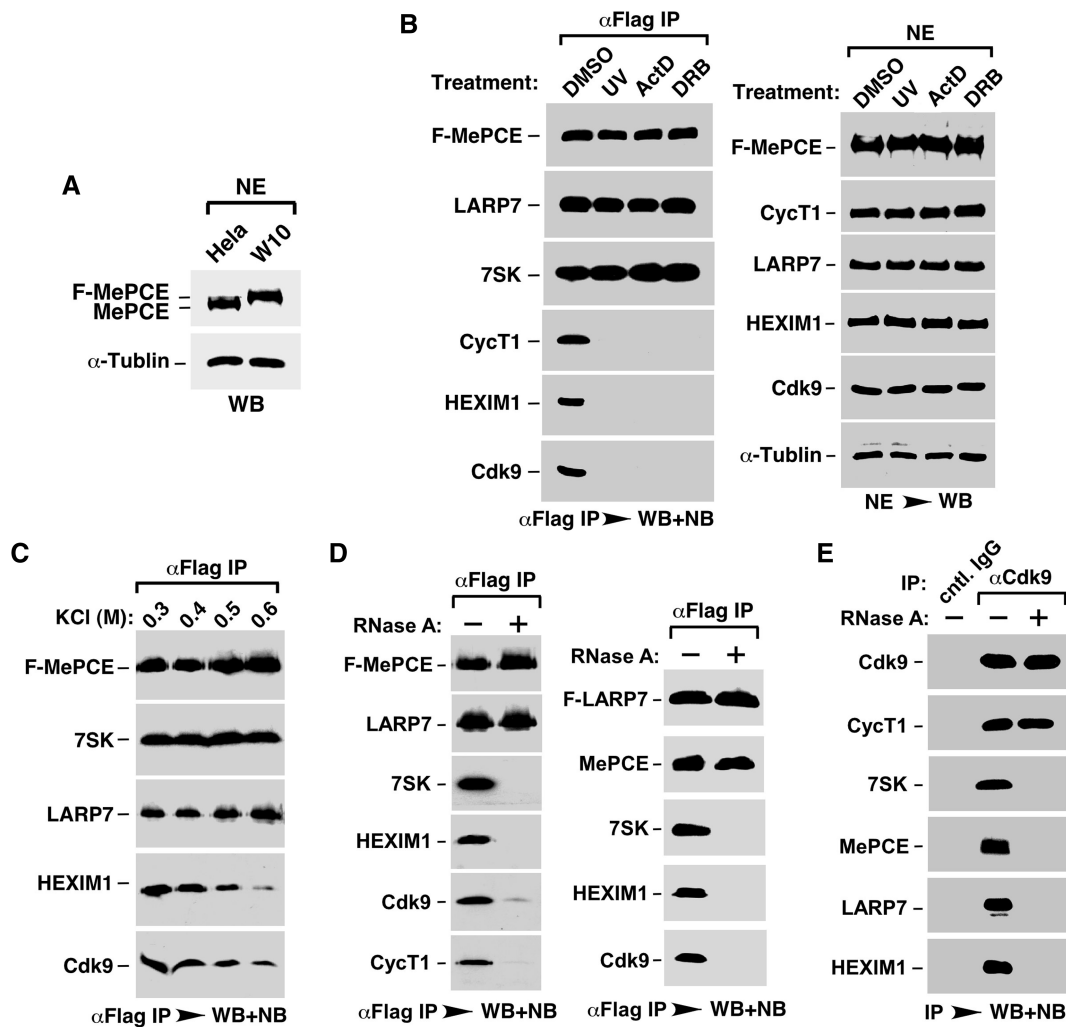 A
NE
Hela W10
F-MePCE –
MePCE –
α-Tublin –
WB
B
αFlag IP
Treatment: DMSO UV ActD DRB
F-MePCE –
LARP7 –
7SK –
CycT1 –
HEXIM1 –
Cdk9 –
αFlag IP ➤ WB+NB
NE
Treatment: DMSO UV ActD DRB
F-MePCE –
CycT1 –
LARP7 –
HEXIM1 –
Cdk9 –
α-Tublin –
NE ➤ WB
C
αFlag IP
KCl (M): 0.3 0.4 0.5 0.6
F-MePCE –
7SK –
LARP7 –
HEXIM1 –
Cdk9 –
αFlag IP ➤ WB+NB
D
αFlag IP
RNase A: – +
F-MePCE –
LARP7 –
7SK –
HEXIM1 –
Cdk9 –
CycT1 –
αFlag IP ➤ WB+NB
αFlag IP
RNase A: – +
F-LARP7 –
MePCE –
7SK –
HEXIM1 –
Cdk9 –
αFlag IP ➤ WB+NB
E
IP: cntl. IgG αCdk9
RNase A: – – +
Cdk9 –
CycT1 –
7SK –
MePCE –
LARP7 –
HEXIM1 –
IP ➤ WB+NB